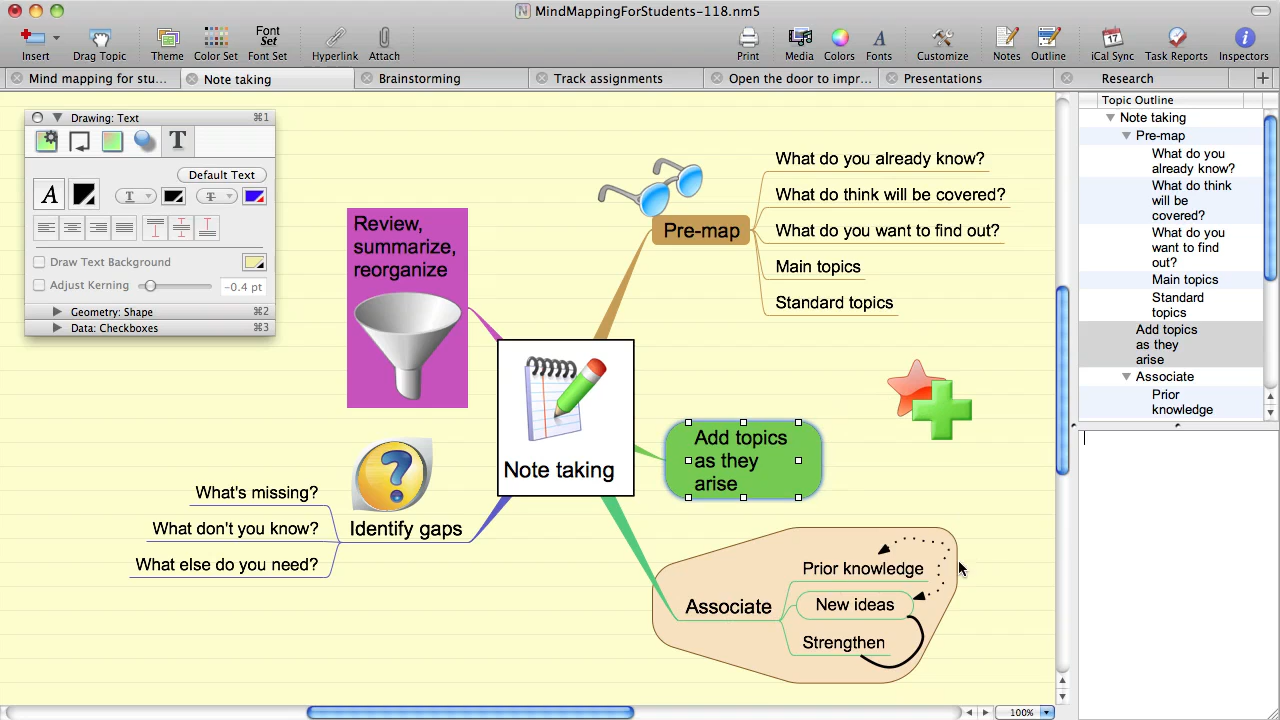 MindMappingForStudents-118.nm5
Insert
Drag Topic
Theme
Color Set
Font Set
Font Set
Hyperlink
Attach
Print
Media
Colors
Fonts
Customize
Notes
Outline
17
iCal Sync
Task Reports
Inspectors
Mind mapping for stu...
Note taking
Brainstorming
Track assignments
Open the door to impr...
Presentations
Research
Drawing: Text
⌘1
T
Default Text
A
T
T
Draw Text Background
Adjust Kerning
-0.4 pt
Geometry: Shape
⌘2
Data: Checkboxes
⌘3
Review,
summarize,
reorganize
Pre-map
What do you already know?
What do think will be covered?
What do you want to find out?
Main topics
Standard topics
Note taking
Add topics
as they
arise
Identify gaps
What's missing?
What don't you know?
What else do you need?
Associate
Prior knowledge
New ideas
Strengthen
Topic Outline
Note taking
Pre-map
What do you
already know?
What do think
will be
covered?
What do you
want to find
out?
Main topics
Standard
topics
Add topics
as they
arise
Associate
Prior
knowledge
100%